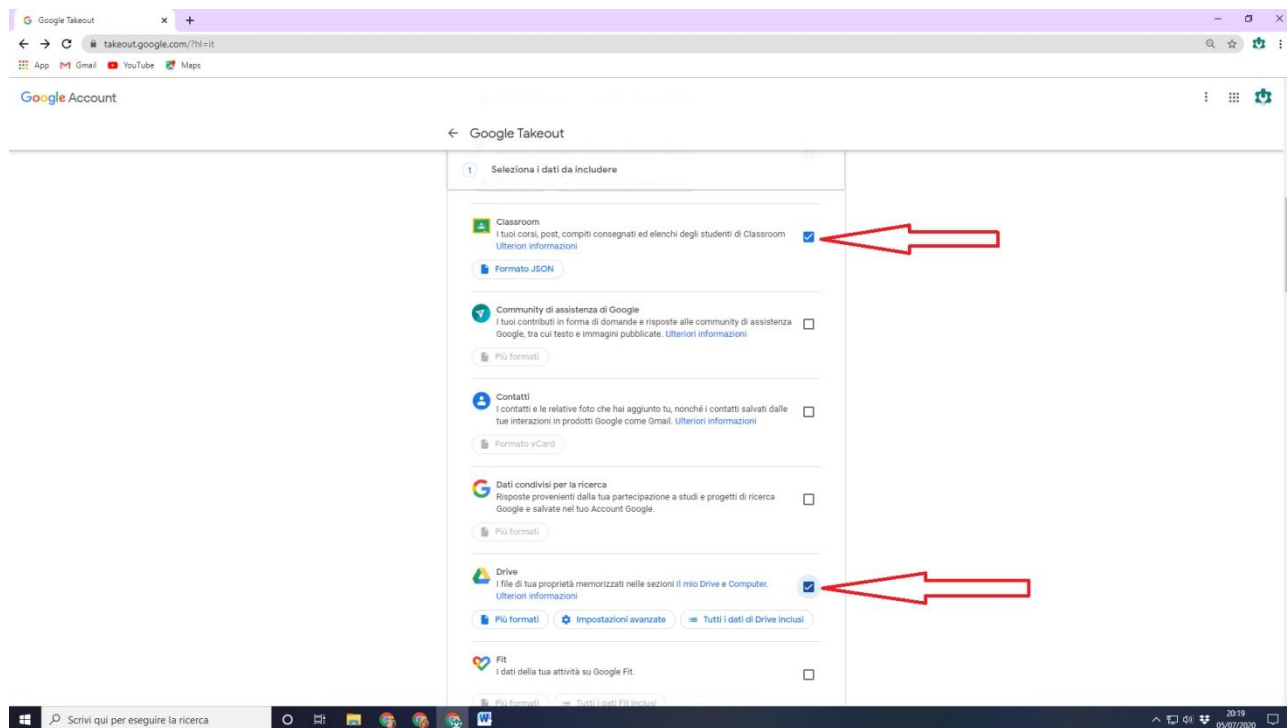 Google Takeout
takeout.google.com/?hl=it
App Gmail YouTube Maps
Google Account
Google Takeout
1 Seleziona i dati da includere
Classroom
I tuoi corsi, post, compiti consegnati ed elenchi degli studenti di Classroom
Ulteriori informazioni
Formato JSON
Community di assistenza di Google
I tuoi contributi in forma di domande e risposte alle community di assistenza
Google, tra cui testo e immagini pubblicate. Ulteriori informazioni
Più formati
Contatti
I contatti e le relative foto che hai aggiunto tu, nonché i contatti salvati dalle
tue interazioni in prodotti Google come Gmail. Ulteriori informazioni
Formato vCard
Dati condivisi per la ricerca
Risposte provenienti dalla tua partecipazione a studi e progetti di ricerca
Google e salvate nel tuo Account Google.
Più formati
Drive
I file di tua proprietà memorizzati nelle sezioni Il mio Drive e Computer.
Ulteriori informazioni
Più formati Impostazioni avanzate Tutti i dati di Drive inclusi
Fit
I dati della tua attività su Google Fit.
Più formati Tutti i dati Fit inclusi
Scrivi qui per eseguire la ricerca
20:19
05/07/2020